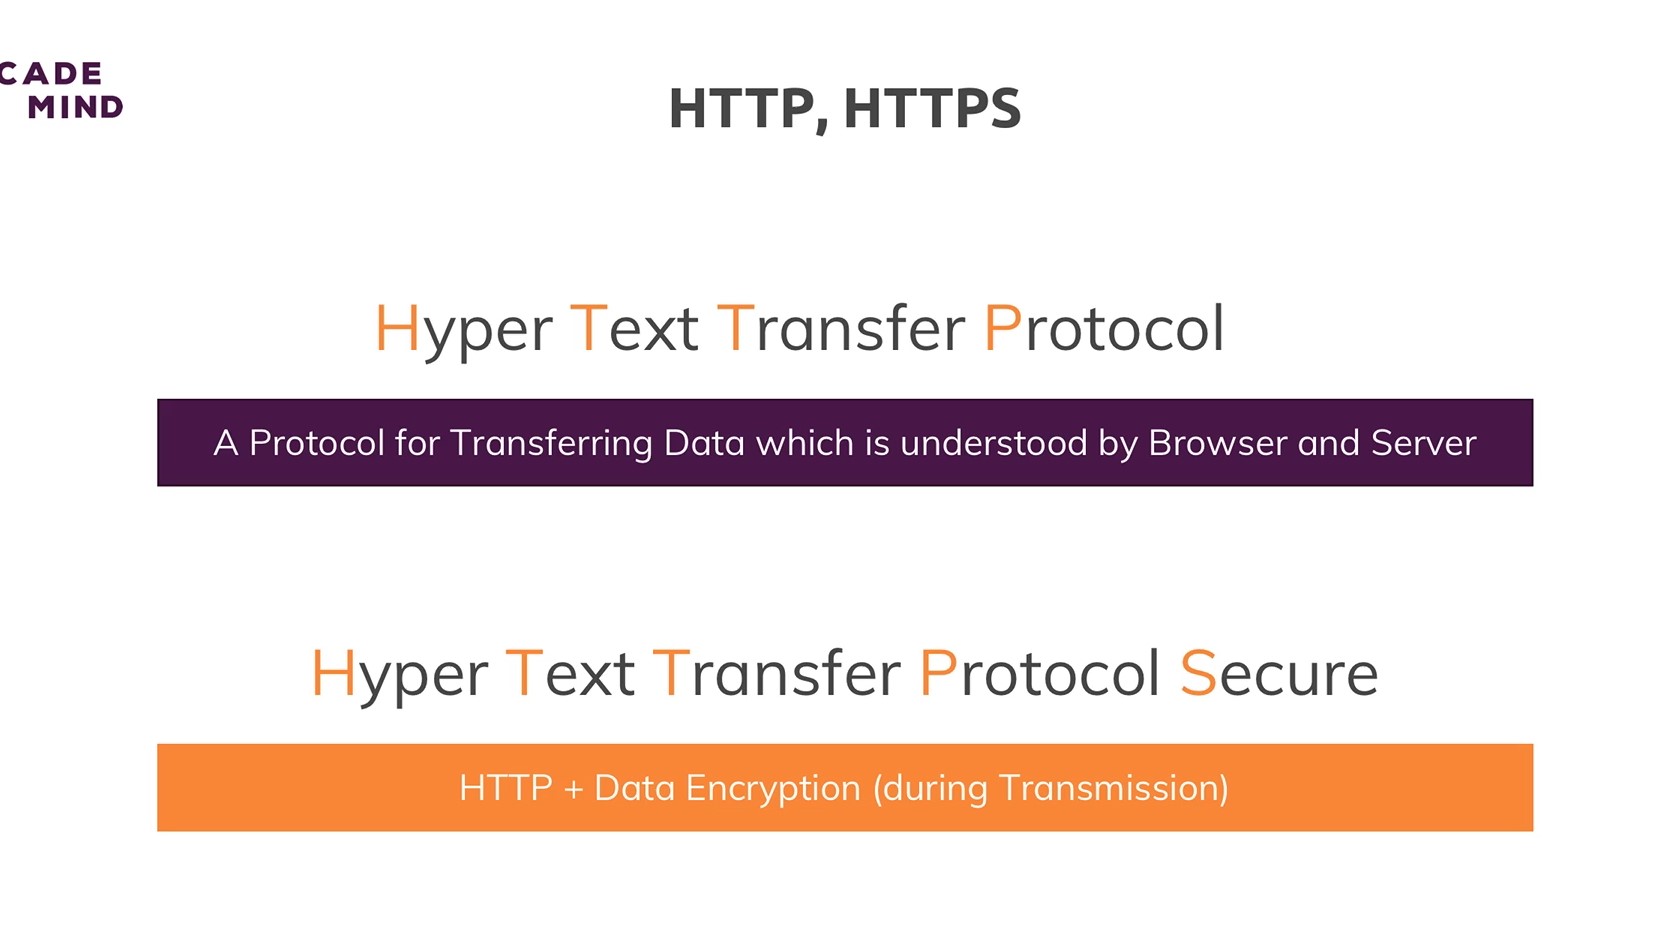 CADE
MIND
HTTP, HTTPS
Hyper Text Transfer Protocol
A Protocol for Transferring Data which is understood by Browser and Server
Hyper Text Transfer Protocol Secure
HTTP + Data Encryption (during Transmission)